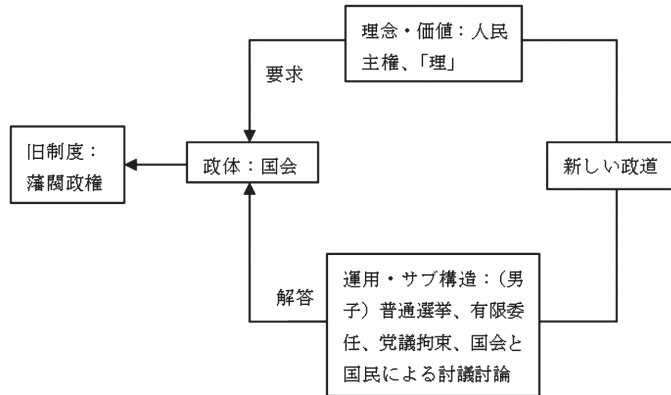 理念・価値：人民
主権、「理」
要求
旧制度：
藩閥政権
政体：国会
新しい政道
解答
運用・サブ構造：（男
子）普通選挙、有限委
任、党議拘束、国会と
国民による討議討論